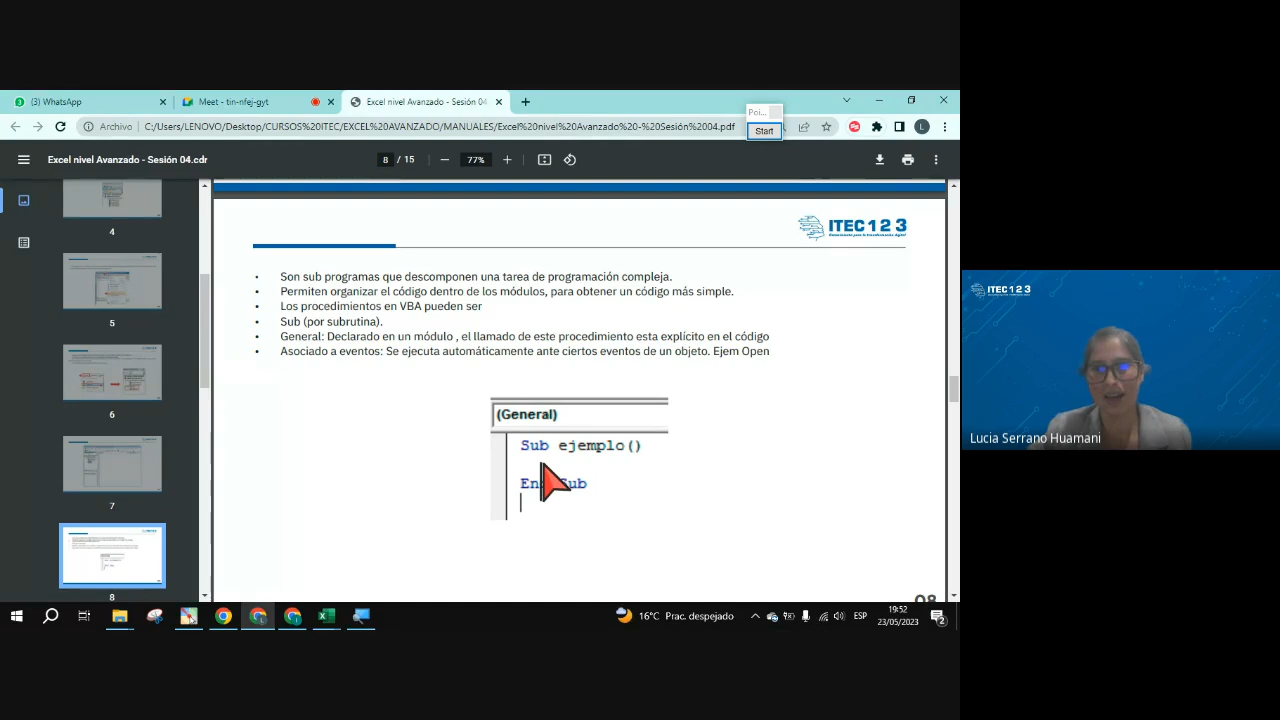 (3) WhatsApp
Meet - tin-nfej-gyt
Excel nivel Avanzado - Sesión 04
Poi...
Start
Archivo
C:/Users/LENOVO/Desktop/CURSOS%20ITEC/EXCEL%20AVANZADO/MANUALES/Excel%20nivel%20Avanzado%20-%20Sesión%2004.pdf
L
Excel nivel Avanzado - Sesión 04.cdr
8 / 15
77%
4
5
6
7
8
ITEC 1 2 3
• Son sub programas que descomponen una tarea de programación compleja.
• Permiten organizar el código dentro de los módulos, para obtener un código más simple.
• Los procedimientos en VBA pueden ser
• Sub (por subrutina).
• General: Declarado en un módulo , el llamado de este procedimiento esta explícito en el código
• Asociado a eventos: Se ejecuta automáticamente ante ciertos eventos de un objeto. Ejem Open
(General)
Sub ejemplo()
End Sub
08
ITEC 1 2 3
Lucia Serrano Huamani
16°C Prac. despejado
ESP
19:52
23/05/2023
2